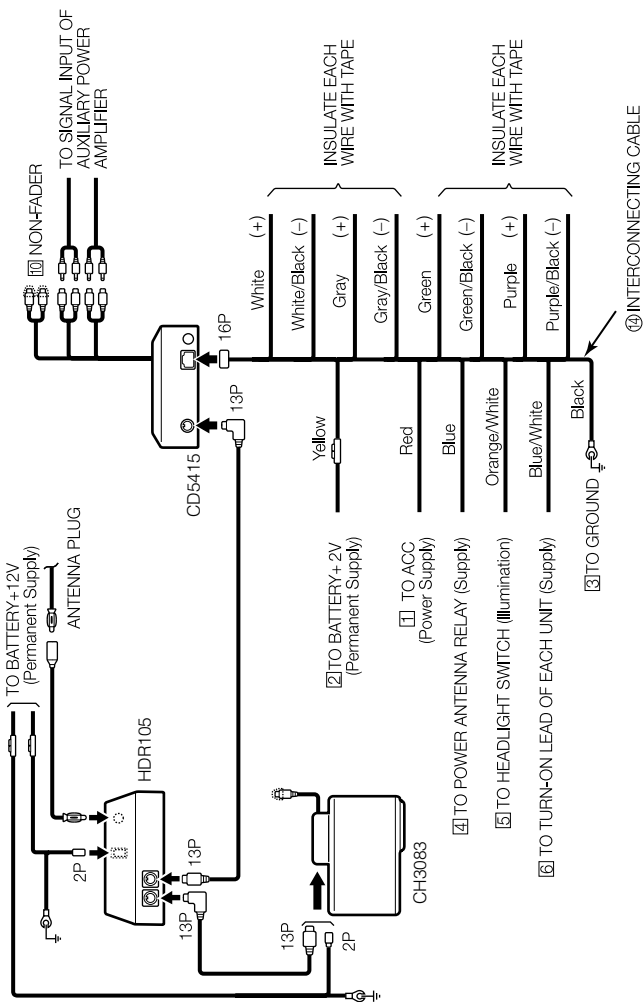 TO BATTERY+12V
(Permanent Supply)
ANTENNA PLUG
HDR105
2P
13P
13P
13P
2P
CH3083
10 NON-FADER
TO SIGNAL INPUT OF
AUXILIARY POWER
AMPLIFIER
CD5415
13P
16P
White (+)
White/Black (−)
Gray (+)
Gray/Black (−)
INSULATE EACH
WIRE WITH TAPE
Green (+)
Green/Black (−)
Purple (+)
Purple/Black (−)
INSULATE EACH
WIRE WITH TAPE
Yellow
2 TO BATTERY+ 2V
(Permanent Supply)
Red
1 TO ACC
(Power Supply)
Blue
4 TO POWER ANTENNA RELAY (Supply)
Orange/White
5 TO HEADLIGHT SWITCH (Illumination)
Blue/White
6 TO TURN-ON LEAD OF EACH UNIT (Supply)
Black
3 TO GROUND
⑭ INTERCONNECTING CABLE